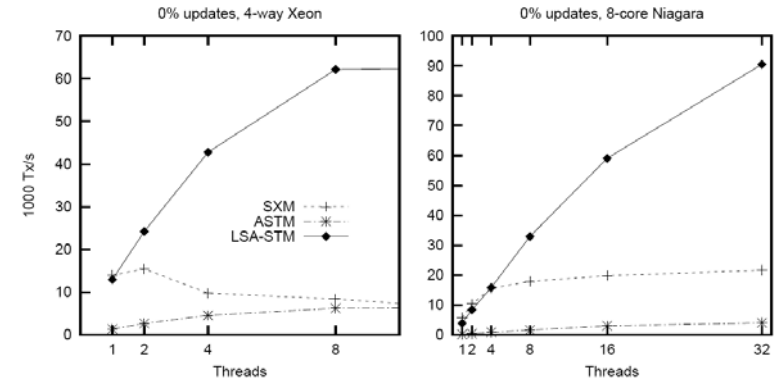 0% updates, 4-way Xeon
70
60
50
40
30
20
10
0
1000 Tx/s
SXM
ASTM
LSA-STM
1 2 4 8
Threads
0% updates, 8-core Niagara
100
90
80
70
60
50
40
30
20
10
0
1 2 4 8 16 32
Threads